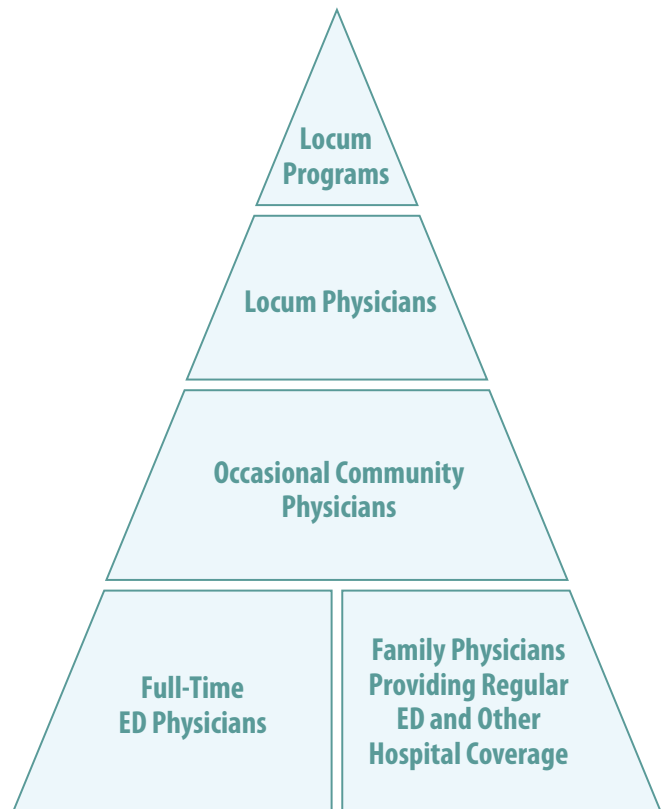 Locum
Programs
Locum Physicians
Occasional Community
Physicians
Full-Time
ED Physicians
Family Physicians
Providing Regular
ED and Other
Hospital Coverage